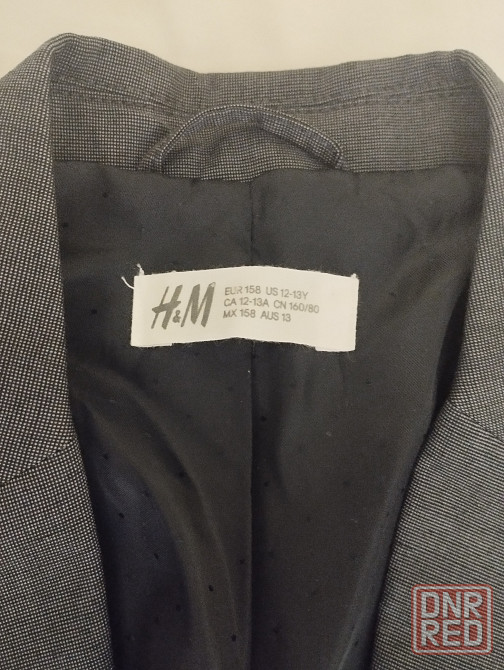 H&M
EUR 158 US 12-13Y
CA 12-13A CN 160/80
MX 158 AUS 13
DNR
RED